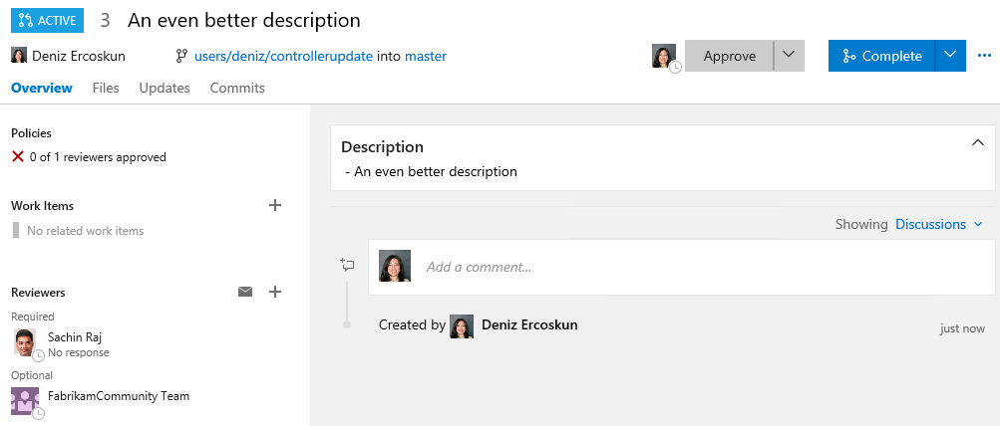 ACTIVE 3 An even better description
Deniz Ercoskun users/deniz/controllerupdate into master Approve Complete
Overview Files Updates Commits
Policies
0 of 1 reviewers approved
Work Items
No related work items
Reviewers
Required
Sachin Raj
No response
Optional
FabrikamCommunity Team
Description
- An even better description
Showing Discussions
Add a comment...
Created by Deniz Ercoskun just now